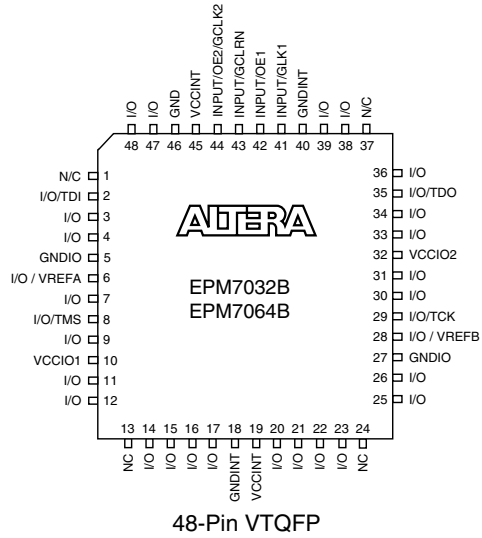 I/O
I/O
GND
VCCINT
INPUT/OE2/GCLK2
INPUT/GCLRN
INPUT/OE1
INPUT/GLK1
GNDINT
I/O
I/O
N/C
48 47 46 45 44 43 42 41 40 39 38 37
N/C 1
I/O/TDI 2
I/O 3
I/O 4
GNDIO 5
I/O / VREFA 6
I/O 7
I/O/TMS 8
I/O 9
VCCIO1 10
I/O 11
I/O 12
ALTERA
EPM7032B
EPM7064B
36 I/O
35 I/O/TDO
34 I/O
33 I/O
32 VCCIO2
31 I/O
30 I/O
29 I/O/TCK
28 I/O / VREFB
27 GNDIO
26 I/O
25 I/O
13 14 15 16 17 18 19 20 21 22 23 24
NC
I/O
I/O
I/O
I/O
GNDINT
VCCINT
I/O
I/O
I/O
I/O
NC
48-Pin VTQFP